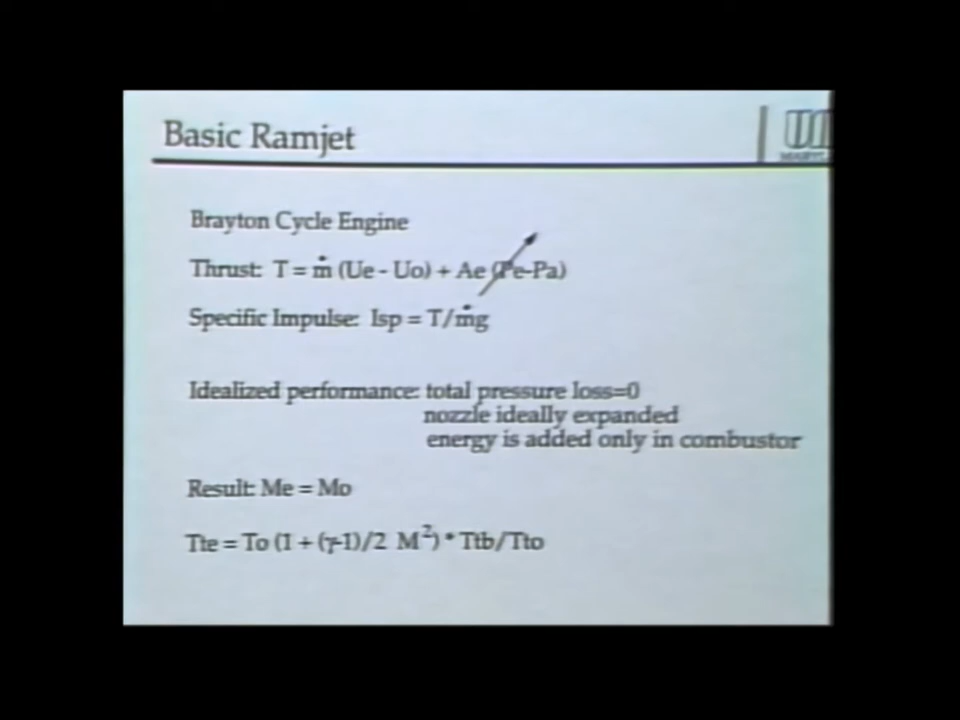 Basic Ramjet
Brayton Cycle Engine
Thrust: T = ṁ (Ue - Uo) + Ae (Pe-Pa)
Specific Impulse: Isp = T/ṁg
Idealized performance: total pressure loss=0
nozzle ideally expanded
energy is added only in combustor
Result: Me = Mo
Tte = To (1 + (γ-1)/2 M²) * Ttb/Tto